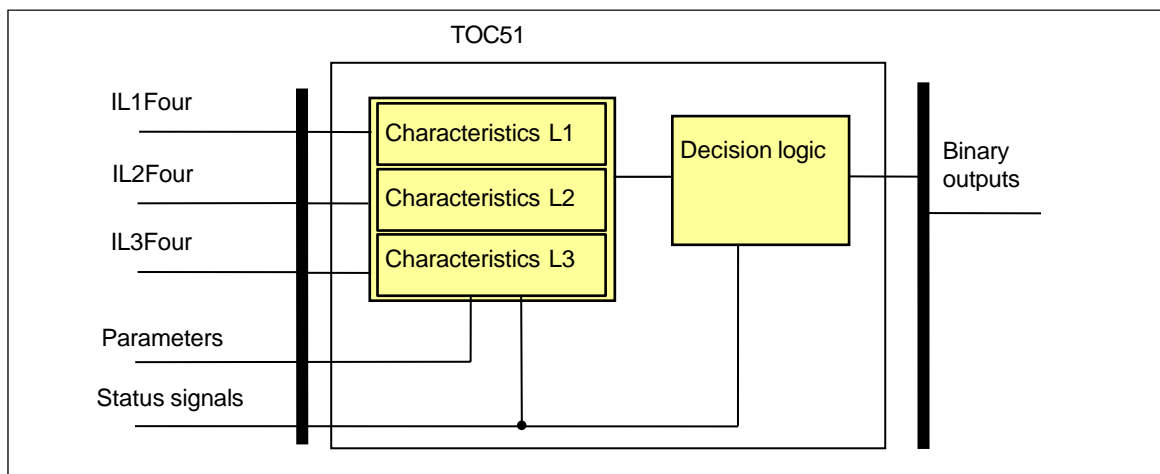 TOC51
IL1Four
Characteristics L1
Decision logic
Binary
outputs
IL2Four
Characteristics L2
IL3Four
Characteristics L3
Parameters
Status signals